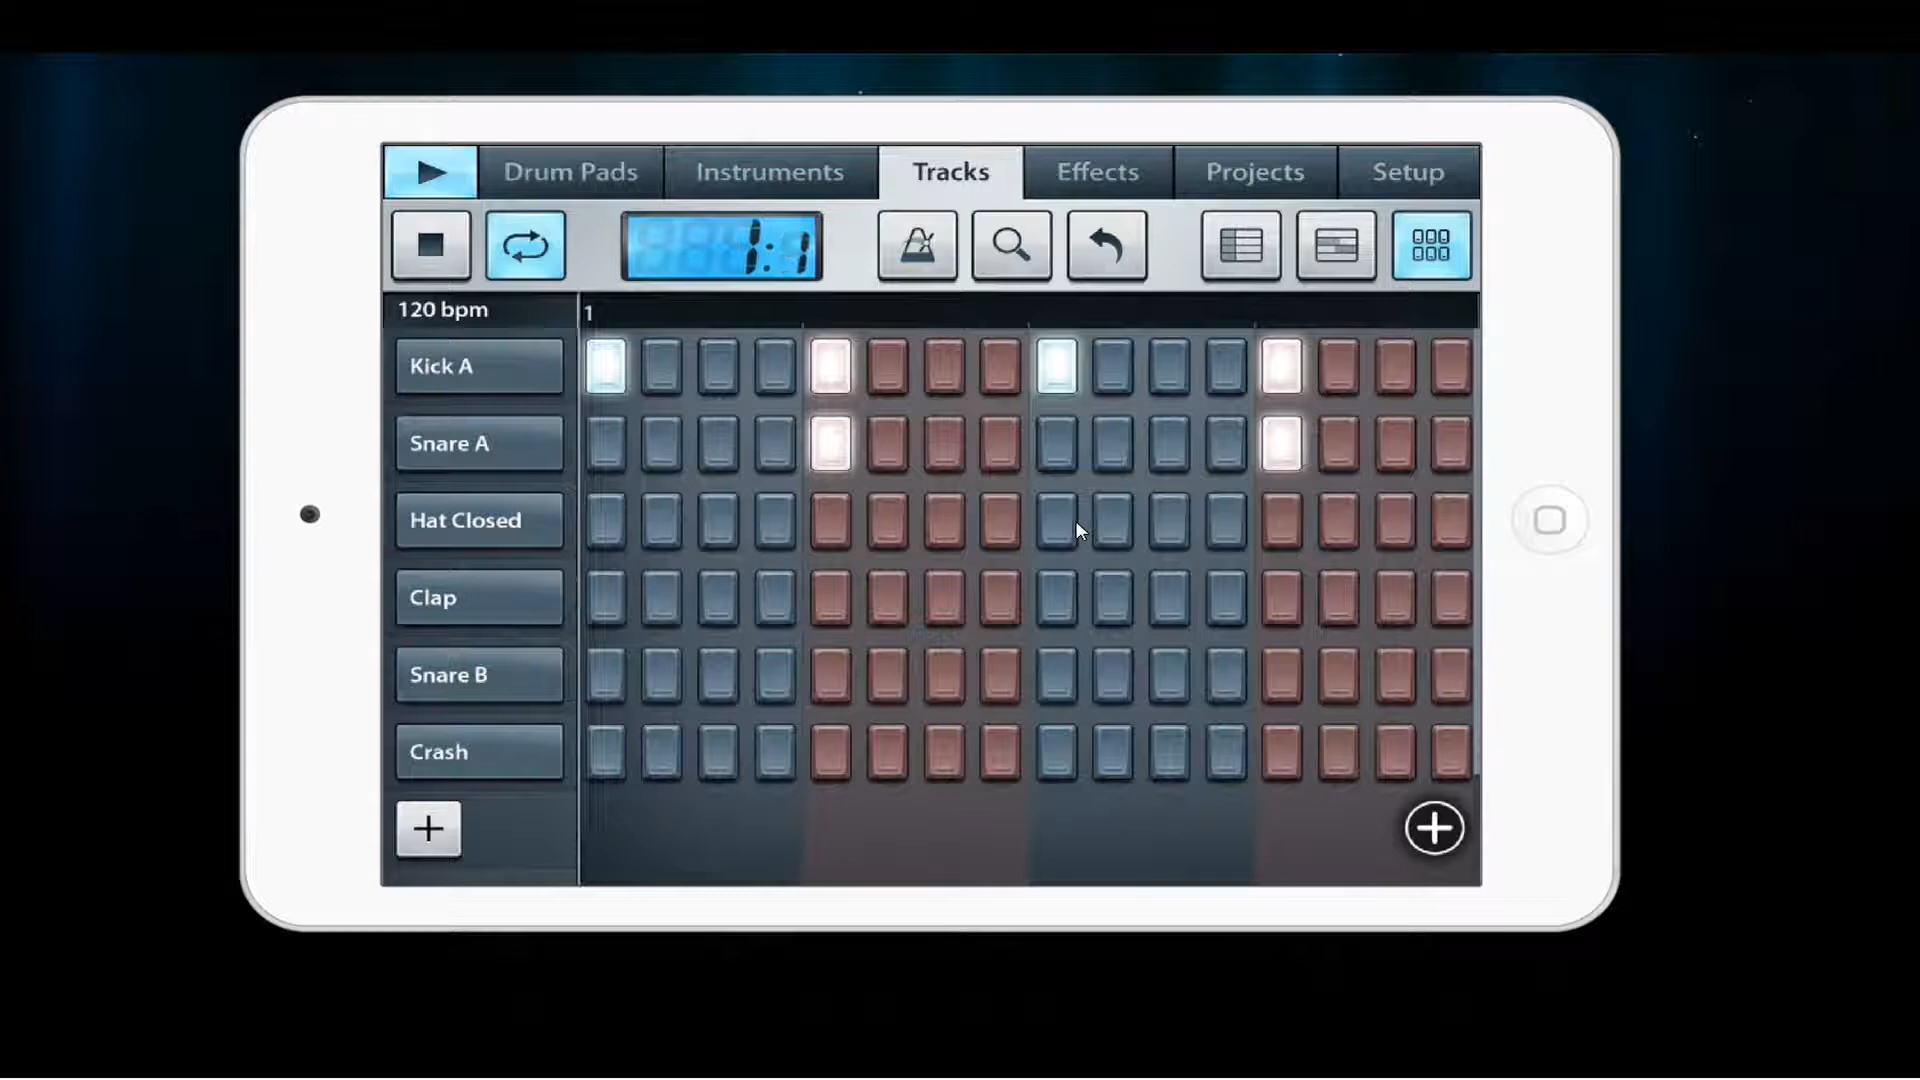 Drum Pads
Instruments
Tracks
Effects
Projects
Setup
1:1
120 bpm
1
Kick A
Snare A
Hat Closed
Clap
Snare B
Crash